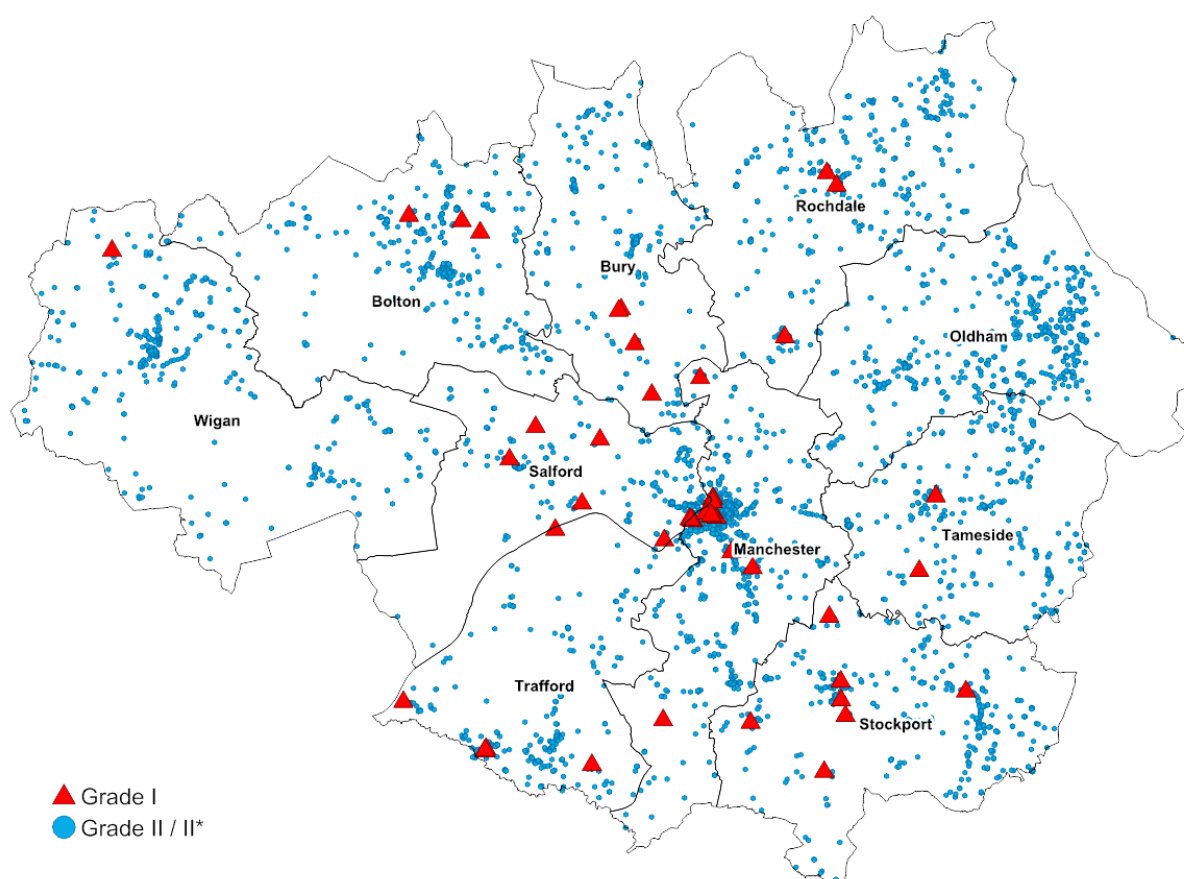 Rochdale
Bury
Bolton
Oldham
Wigan
Salford
Tameside
Manchester
Trafford
Stockport
Grade I
Grade II / II*